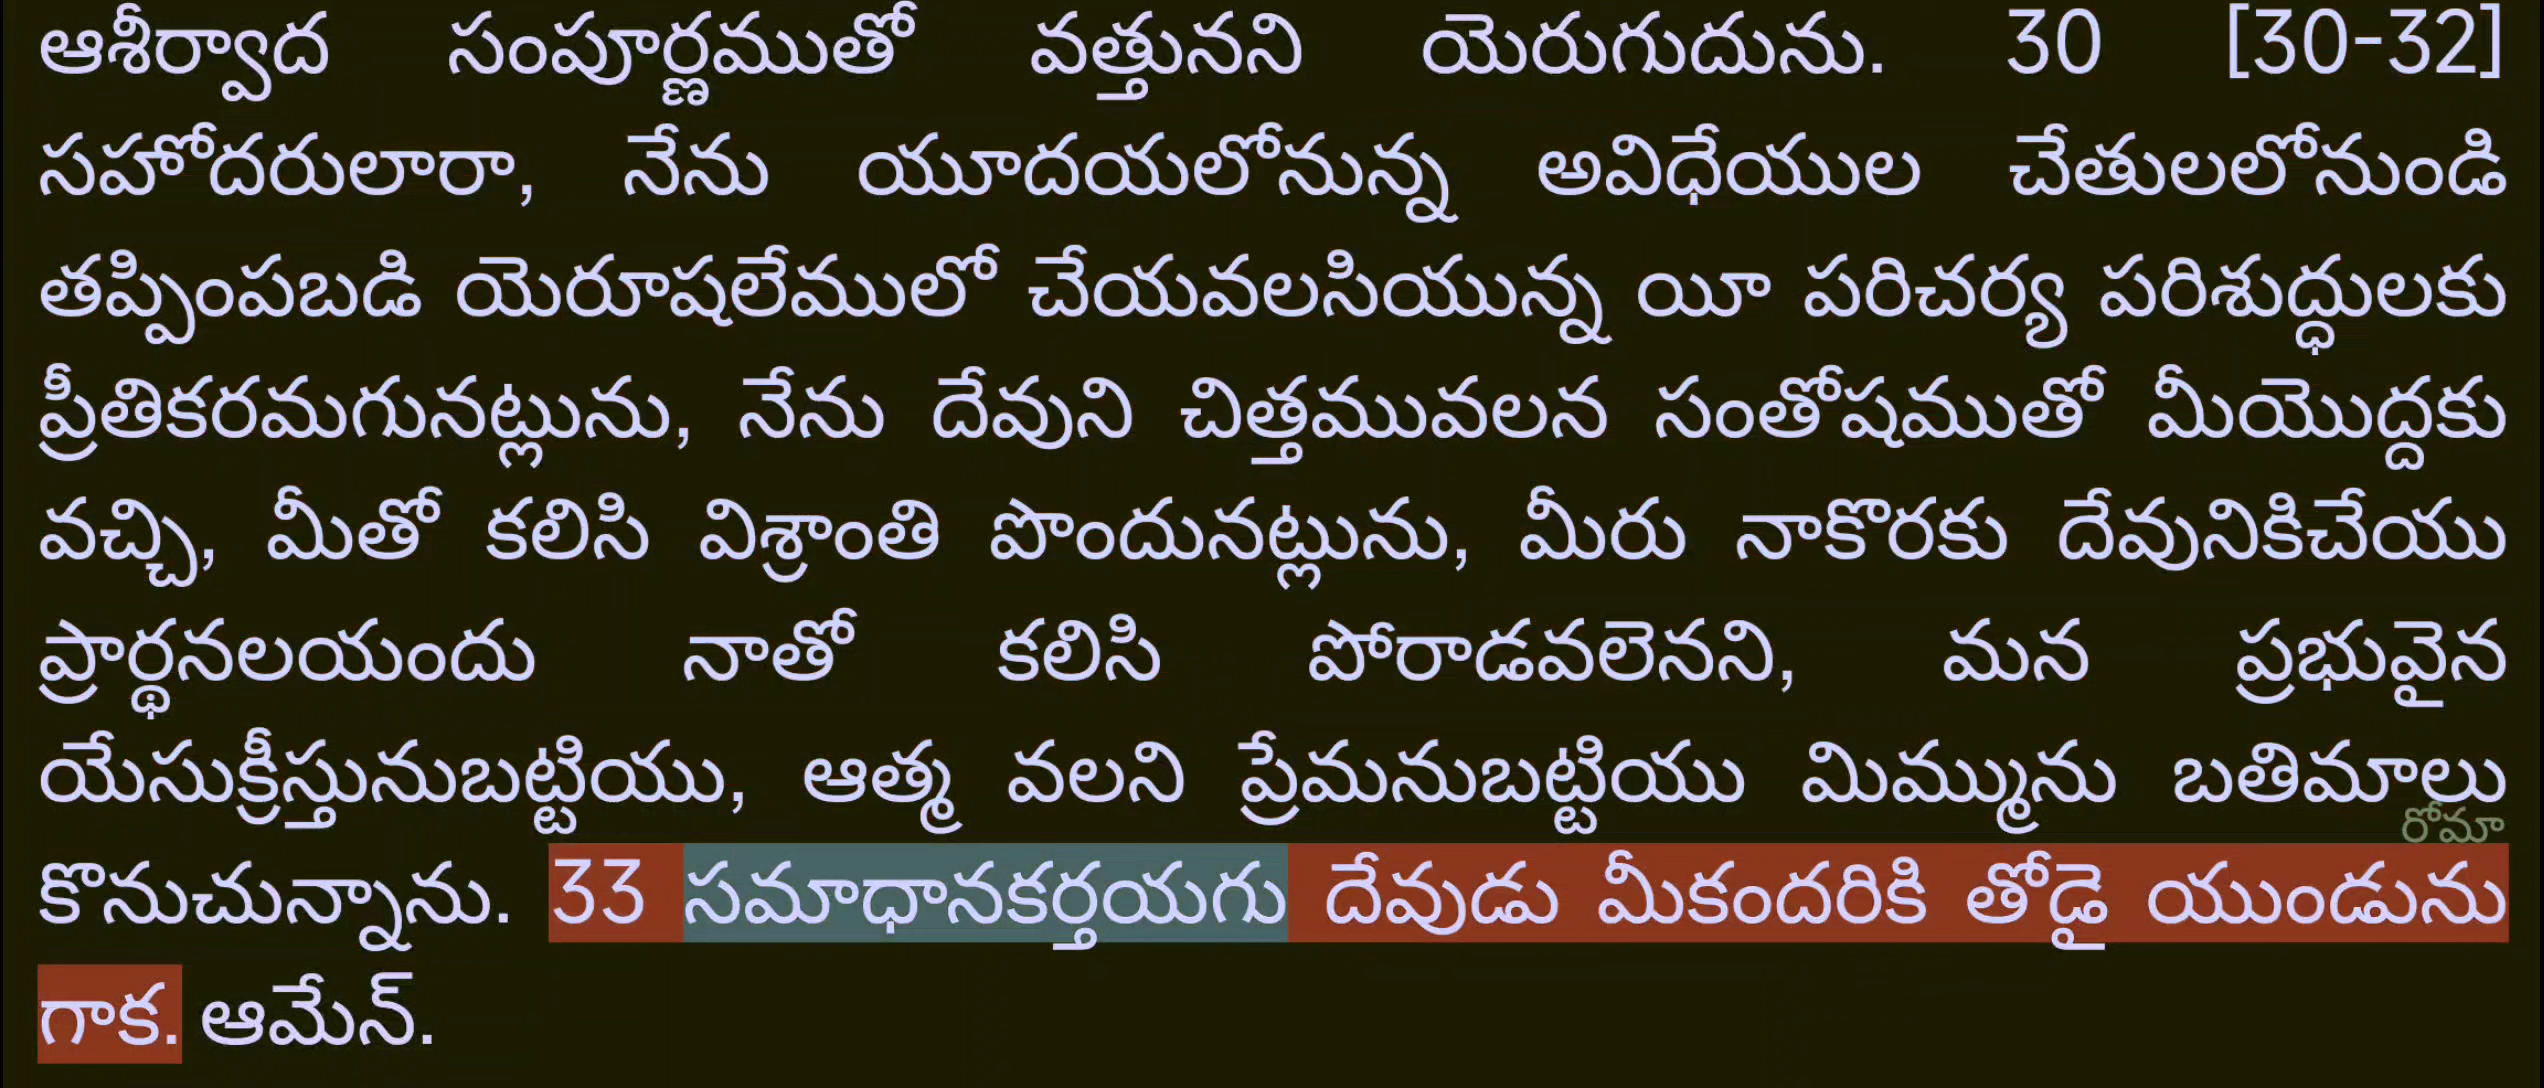 ఆశీర్వాద సంపూర్ణముతో వత్తునని యెరుగుదును. 30 [30-32]
సహోదరులారా, నేను యూదయలోనున్న అవిధేయుల చేతులలోనుండి
తప్పింపబడి యెరూషలేములో చేయవలసియున్న యీ పరిచర్య పరిశుద్ధులకు
ప్రీతికరమగునట్లును, నేను దేవుని చిత్తమువలన సంతోషముతో మీయొద్దకు
వచ్చి, మీతో కలిసి విశ్రాంతి పొందునట్లును, మీరు నాకొరకు దేవునికిచేయు
ప్రార్థనలయందు నాతో కలిసి పోరాడవలెనని, మన ప్రభువైన
యేసుక్రీస్తునుబట్టియు, ఆత్మ వలని ప్రేమనుబట్టియు మిమ్మును బతిమాలు
రోమా
కొనుచున్నాను. 33 సమాధానకర్తయగు దేవుడు మీకందరికి తోడై యుండును
గాక. ఆమేన్.